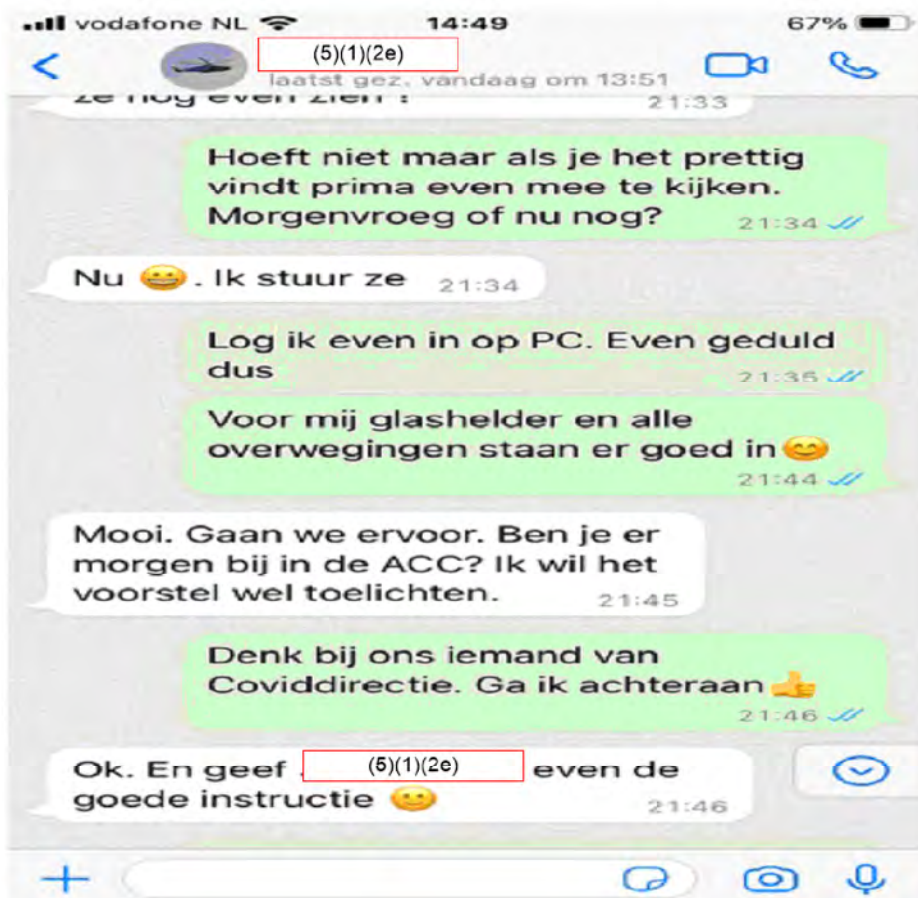 vodafone NL 14:49 67%
(5)(1)(2e)
laatst gez. vandaag om 13:51
ze nog even zien ? 21:33
Hoeft niet maar als je het prettig
vindt prima even mee te kijken.
Morgenvroeg of nu nog? 21:34
Nu 😀. Ik stuur ze 21:34
Log ik even in op PC. Even geduld
dus 21:35
Voor mij glashelder en alle
overwegingen staan er goed in😊
21:44
Mooi. Gaan we ervoor. Ben je er
morgen bij in de ACC? Ik wil het
voorstel wel toelichten. 21:45
Denk bij ons iemand van
Coviddirectie. Ga ik achteraan👍
21:46
Ok. En geef (5)(1)(2e) even de
goede instructie 🙂 21:46